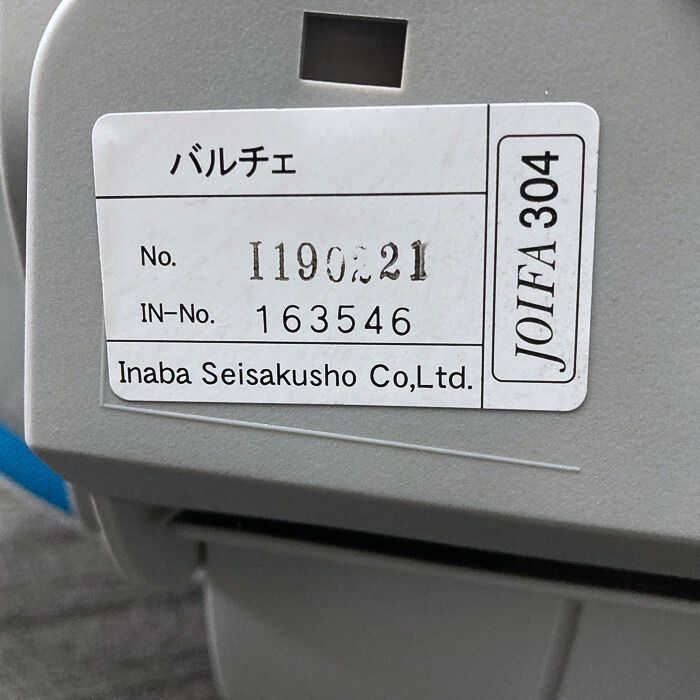 バルチェ
No.
IN-No. 163546
Inaba Seisakusho Co,Ltd.
JOIFA 304